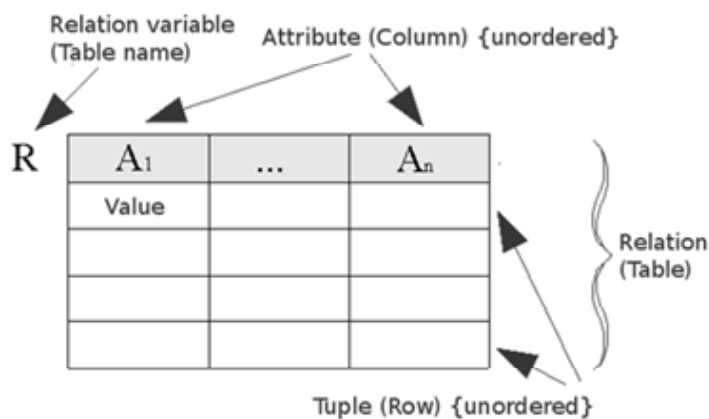 Relation variable
(Table name)
Attribute (Column) {unordered}
R
A1 ... An
Value
Relation
(Table)
Tuple (Row) {unordered}